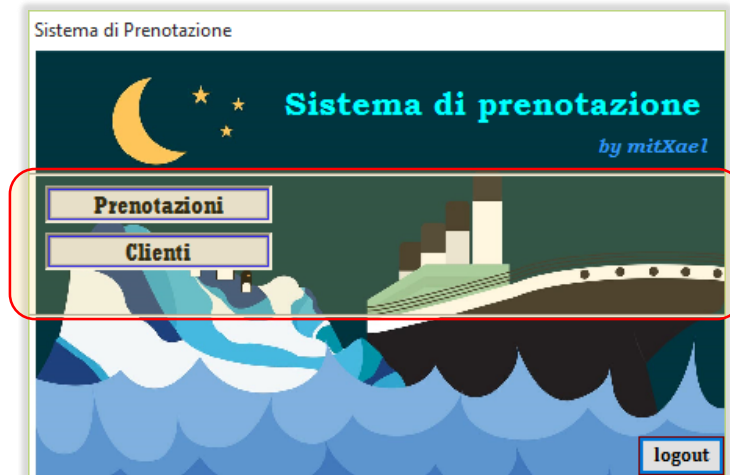 Sistema di Prenotazione
Sistema di prenotazione
by mitXael
Prenotazioni
Clienti
logout